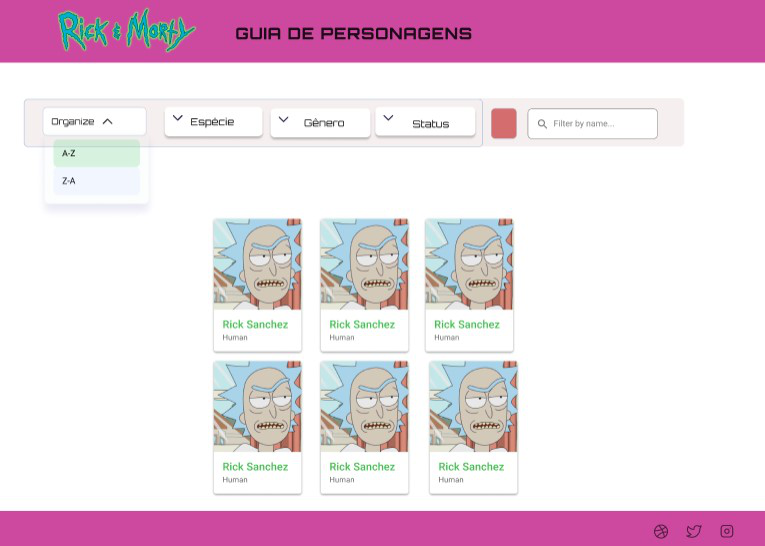 Rick & Morty
GUIA DE PERSONAGENS
Organize
Espécie
Gênero
Status
Filter by name...
A-Z
Z-A
Rick Sanchez
Human
Rick Sanchez
Human
Rick Sanchez
Human
Rick Sanchez
Human
Rick Sanchez
Human
Rick Sanchez
Human